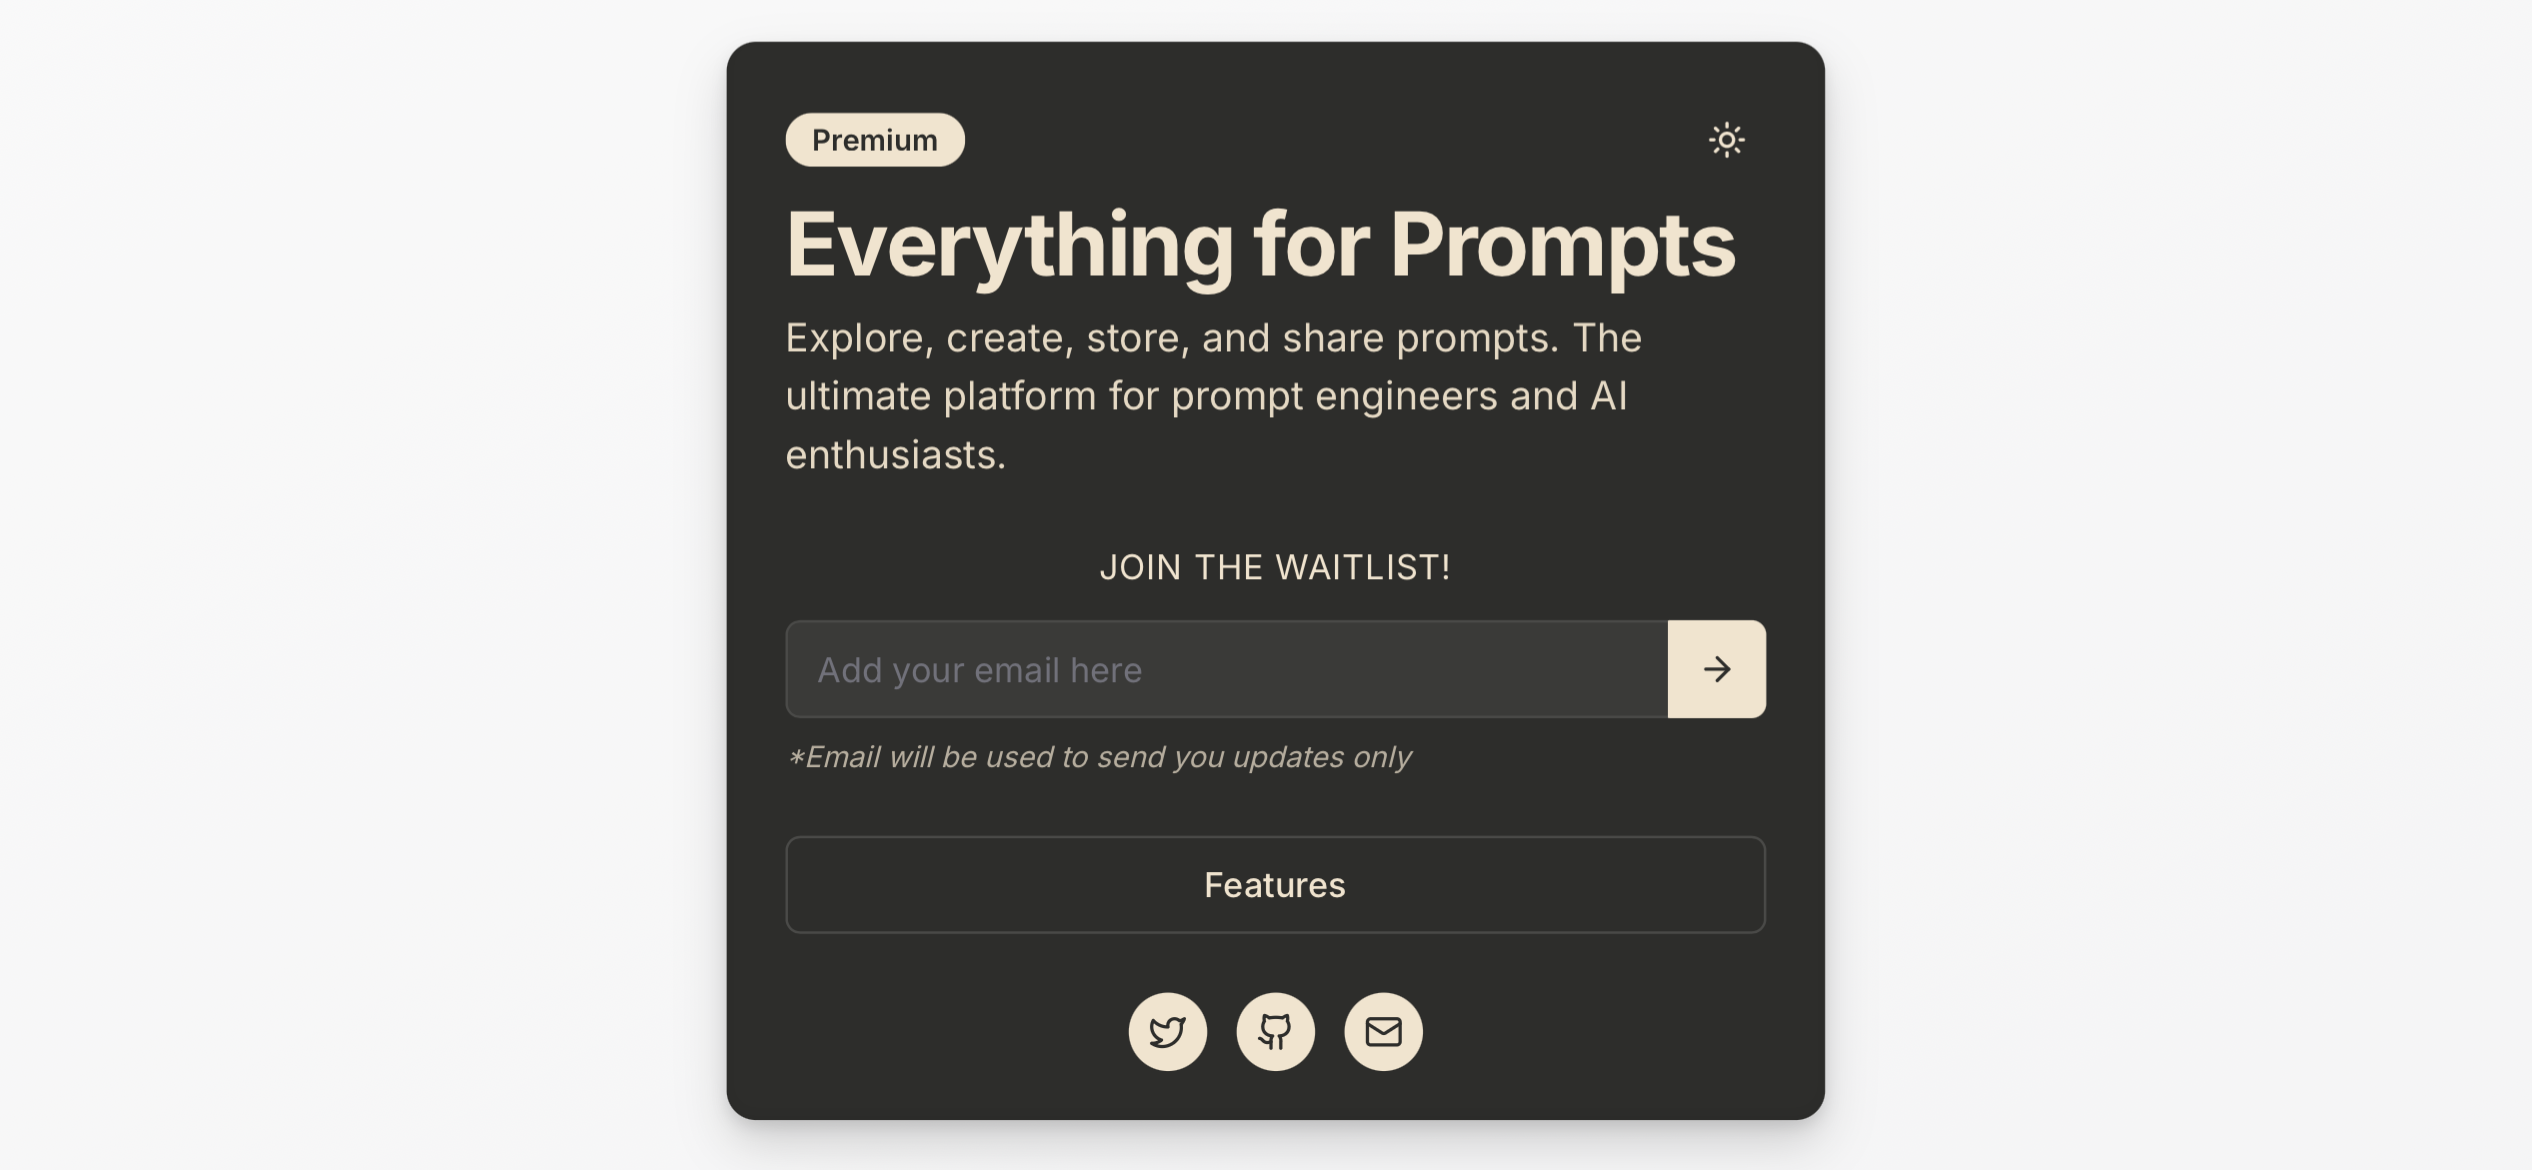 Premium
Everything for Prompts
Explore, create, store, and share prompts. The
ultimate platform for prompt engineers and AI
enthusiasts.
JOIN THE WAITLIST!
Add your email here
*Email will be used to send you updates only
Features